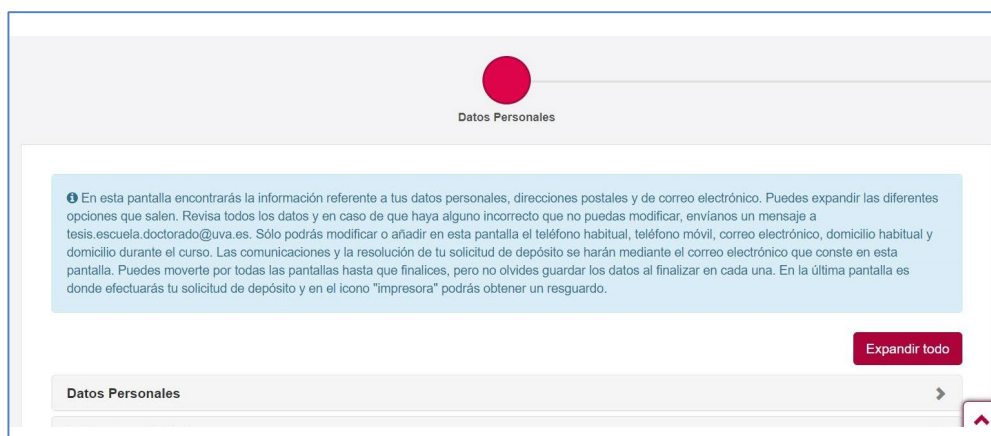 Datos Personales
En esta pantalla encontrarás la información referente a tus datos personales, direcciones postales y de correo electrónico. Puedes expandir las diferentes
opciones que salen. Revisa todos los datos y en caso de que haya alguno incorrecto que no puedas modificar, envíanos un mensaje a
tesis.escuela.doctorado@uva.es. Sólo podrás modificar o añadir en esta pantalla el teléfono habitual, teléfono móvil, correo electrónico, domicilio habitual y
domicilio durante el curso. Las comunicaciones y la resolución de tu solicitud de depósito se harán mediante el correo electrónico que conste en esta
pantalla. Puedes moverte por todas las pantallas hasta que finalices, pero no olvides guardar los datos al finalizar en cada una. En la última pantalla es
donde efectuarás tu solicitud de depósito y en el icono "impresora" podrás obtener un resguardo.
Expandir todo
Datos Personales